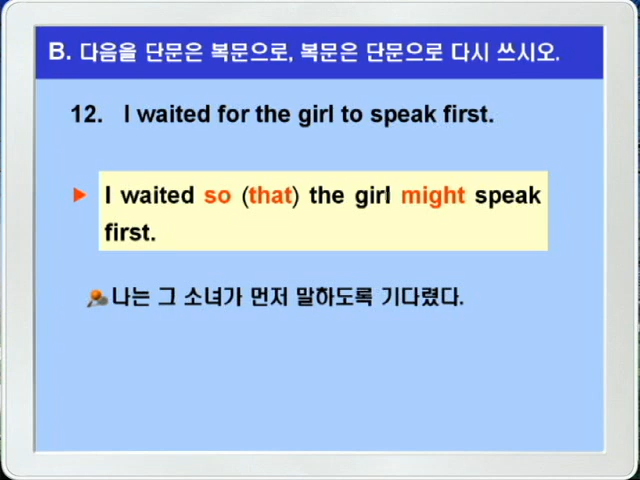 B. 다음을 단문은 복문으로, 복문은 단문으로 다시 쓰시오.
12. I waited for the girl to speak first.
I waited so (that) the girl might speak
first.
나는 그 소녀가 먼저 말하도록 기다렸다.